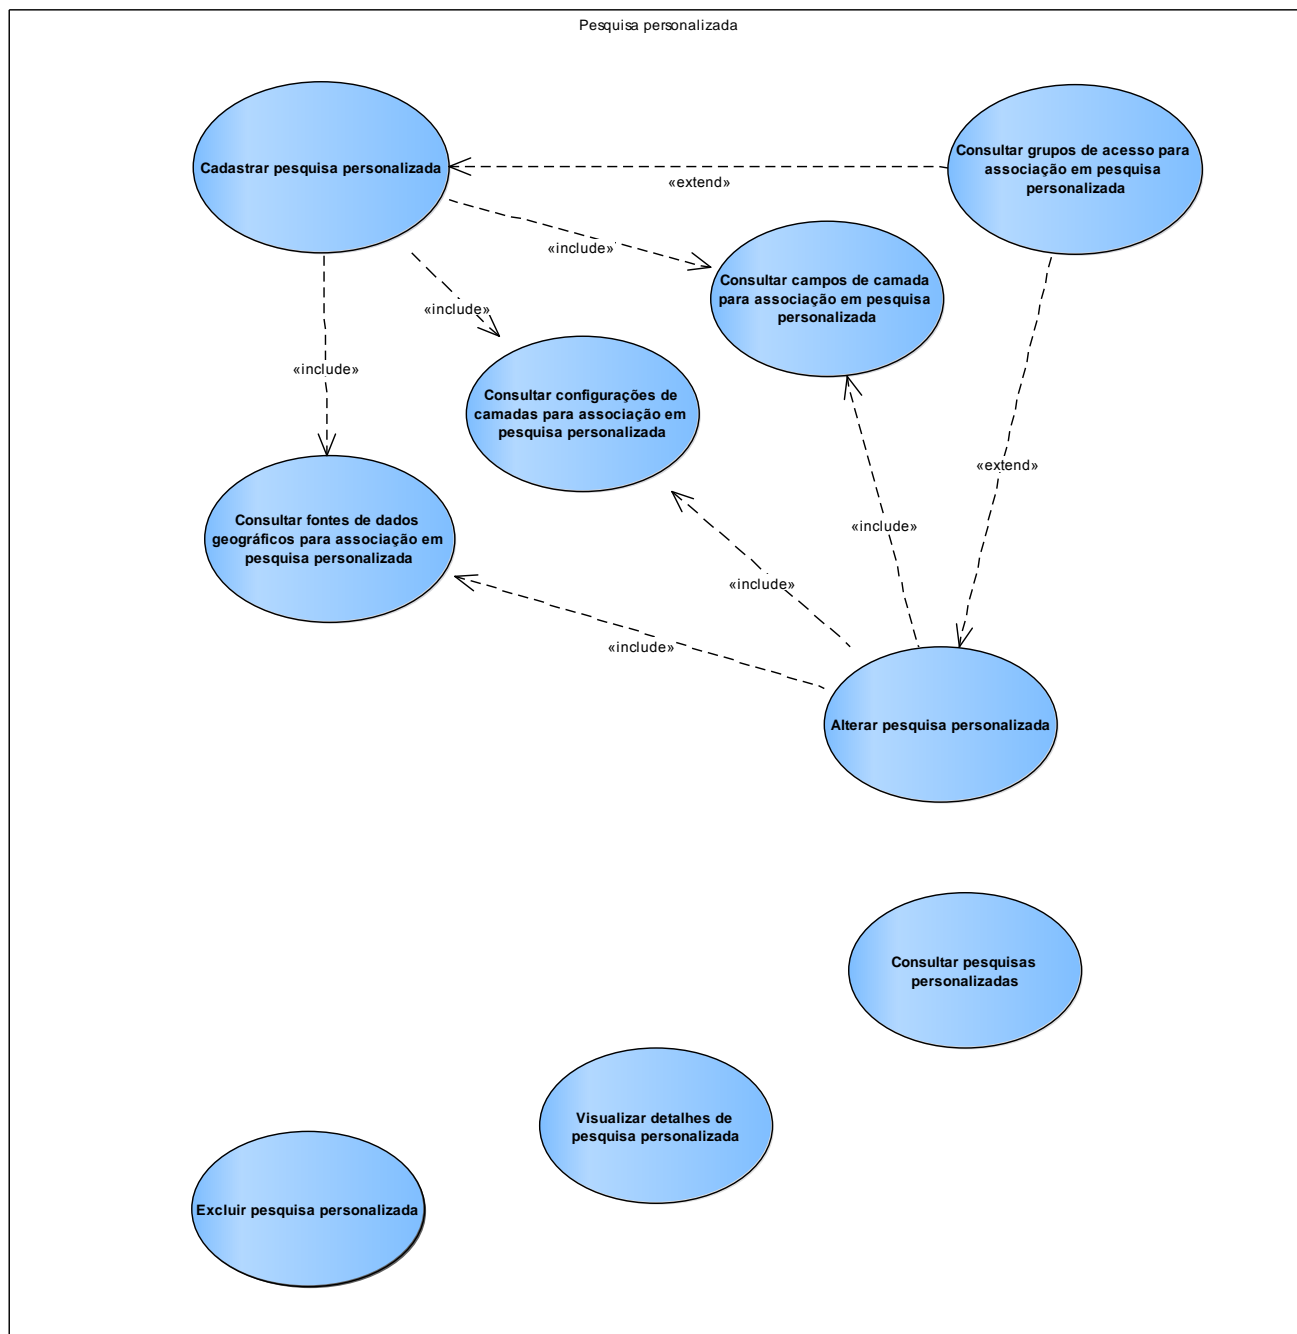 Pesquisa personalizada
Cadastrar pesquisa personalizada
Consultar grupos de acesso para
associação em pesquisa
personalizada
«extend»
«include»
Consultar campos de camada
para associação em pesquisa
personalizada
«include»
«include»
Consultar configurações de
camadas para associação em
pesquisa personalizada
«extend»
Consultar fontes de dados
geográficos para associação em
pesquisa personalizada
«include»
«include»
«include»
Alterar pesquisa personalizada
Consultar pesquisas
personalizadas
Visualizar detalhes de
pesquisa personalizada
Excluir pesquisa personalizada